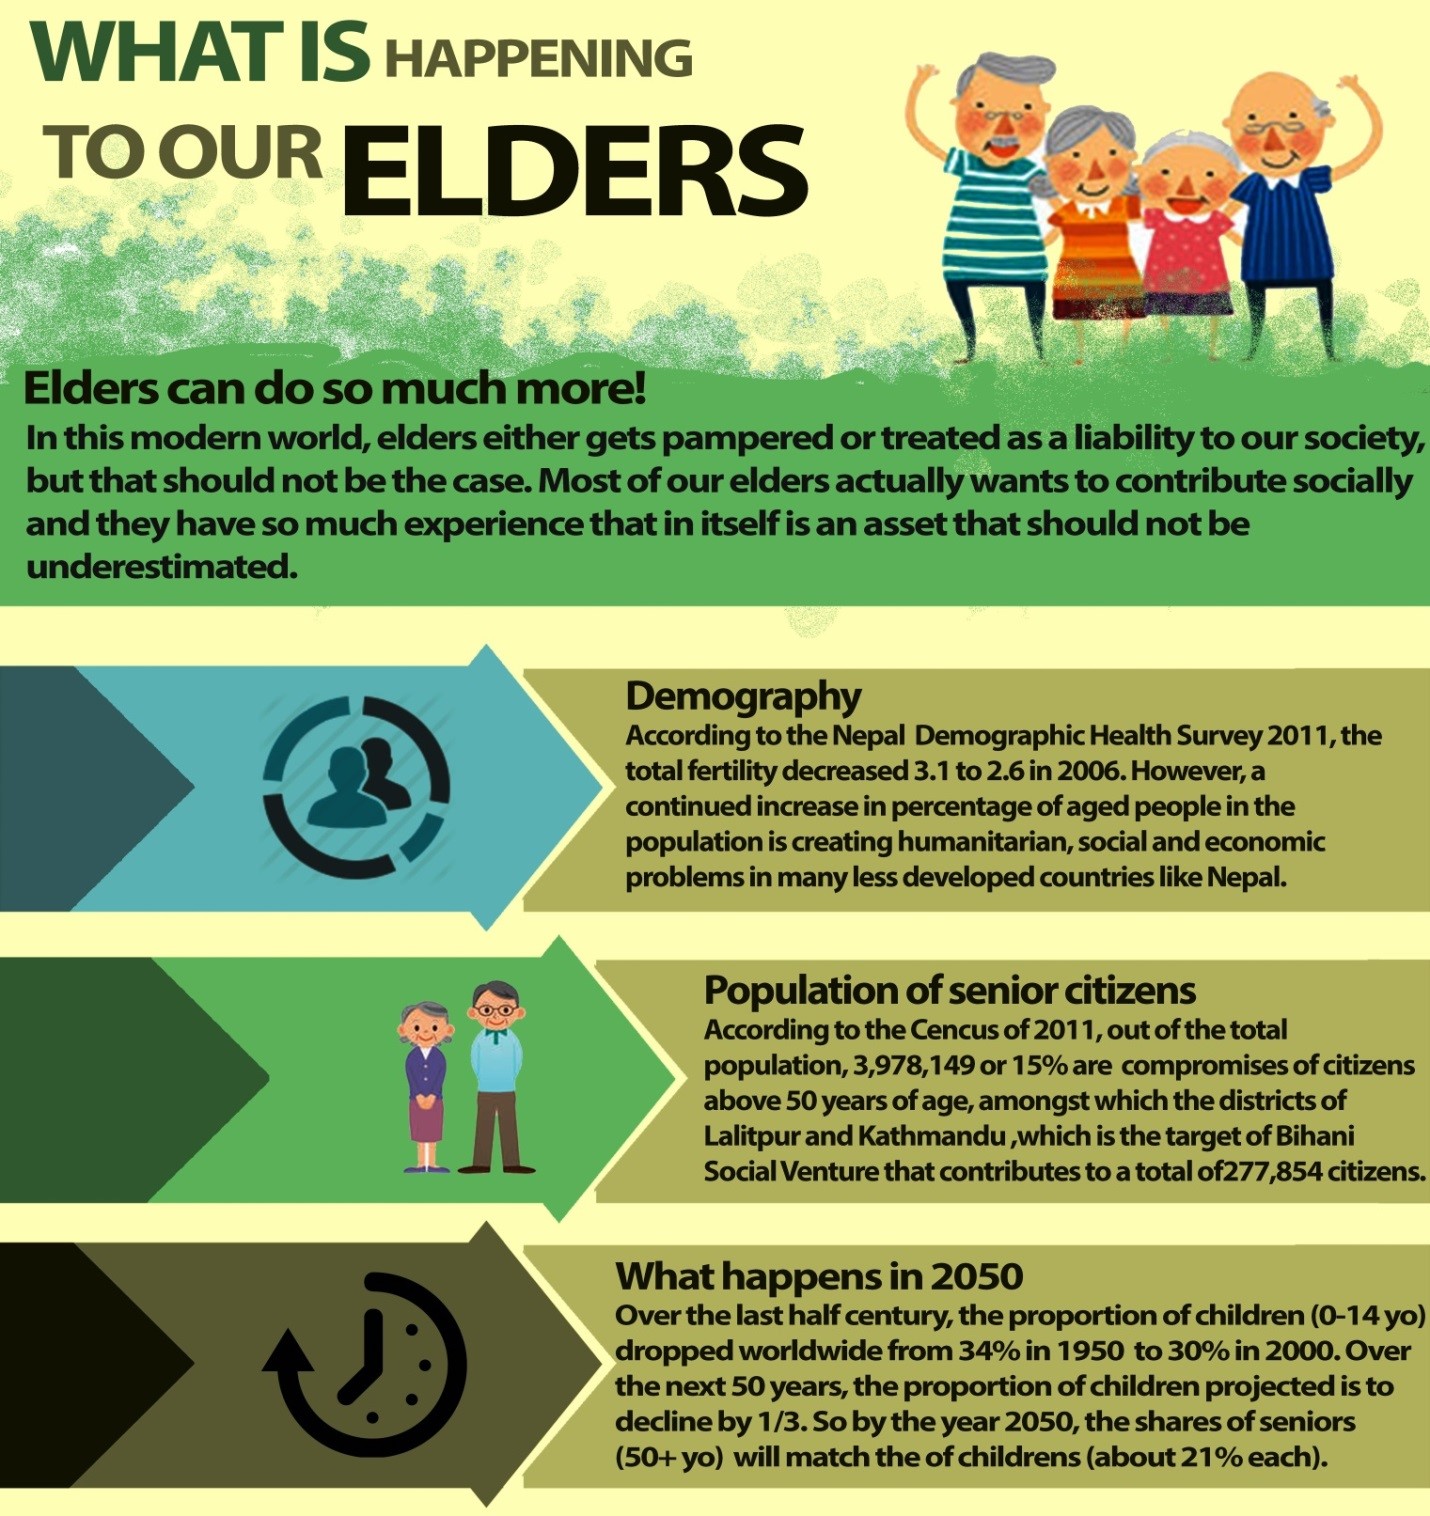 WHAT IS HAPPENING
TO OUR ELDERS
Elders can do so much more!
In this modern world, elders either gets pampered or treated as a liability to our society,
but that should not be the case. Most of our elders actually wants to contribute socially
and they have so much experience that in itself is an asset that should not be
underestimated.
Demography
According to the Nepal Demographic Health Survey 2011, the
total fertility decreased 3.1 to 2.6 in 2006. However, a
continued increase in percentage of aged people in the
population is creating humanitarian, social and economic
problems in many less developed countries like Nepal.
Population of senior citizens
According to the Cencus of 2011, out of the total
population, 3,978,149 or 15% are compromises of citizens
above 50 years of age, amongst which the districts of
Lalitpur and Kathmandu ,which is the target of Bihani
Social Venture that contributes to a total of277,854 citizens.
What happens in 2050
Over the last half century, the proportion of children (0-14 yo)
dropped worldwide from 34% in 1950 to 30% in 2000. Over
the next 50 years, the proportion of children projected is to
decline by 1/3. So by the year 2050, the shares of seniors
(50+ yo) will match the of childrens (about 21% each).